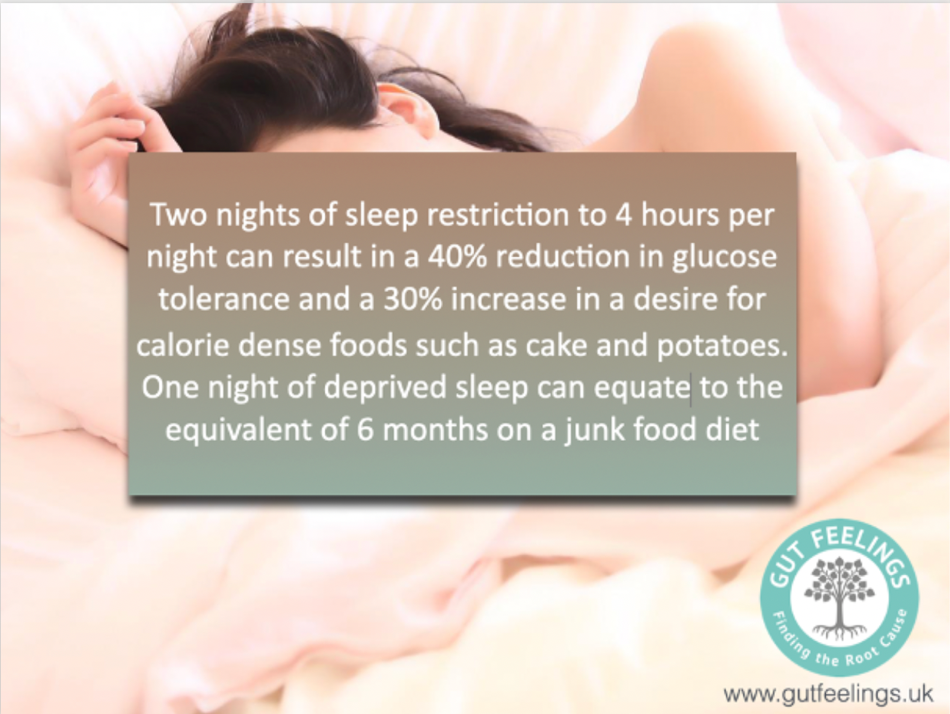 Two nights of sleep restriction to 4 hours per
night can result in a 40% reduction in glucose
tolerance and a 30% increase in a desire for
calorie dense foods such as cake and potatoes.
One night of deprived sleep can equate to the
equivalent of 6 months on a junk food diet
GUT FEELINGS
Finding the Root Cause
www.gutfeelings.uk